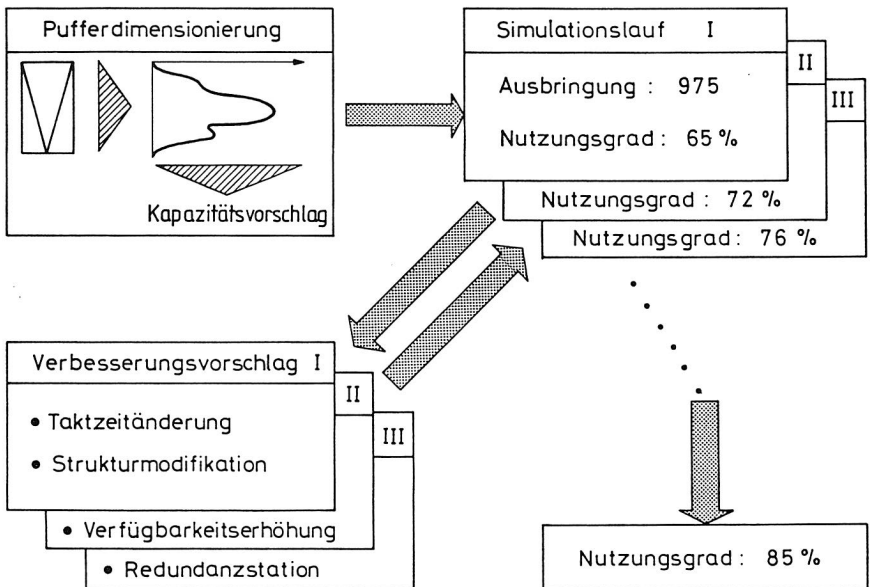 Pufferdimensionierung
Kapazitätsvorschlag
Simulationslauf I
Ausbringung : 975
Nutzungsgrad : 65 %
II
Nutzungsgrad : 72 %
III
Nutzungsgrad : 76 %
Verbesserungsvorschlag I
• Taktzeitänderung
• Strukturmodifikation
II
• Verfügbarkeitserhöhung
III
• Redundanzstation
Nutzungsgrad : 85 %